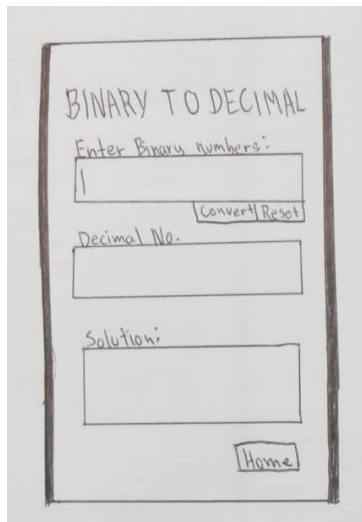 BINARY TO DECIMAL
Enter Binary numbers:
Convert Reset
Decimal No.
Solution:
Home